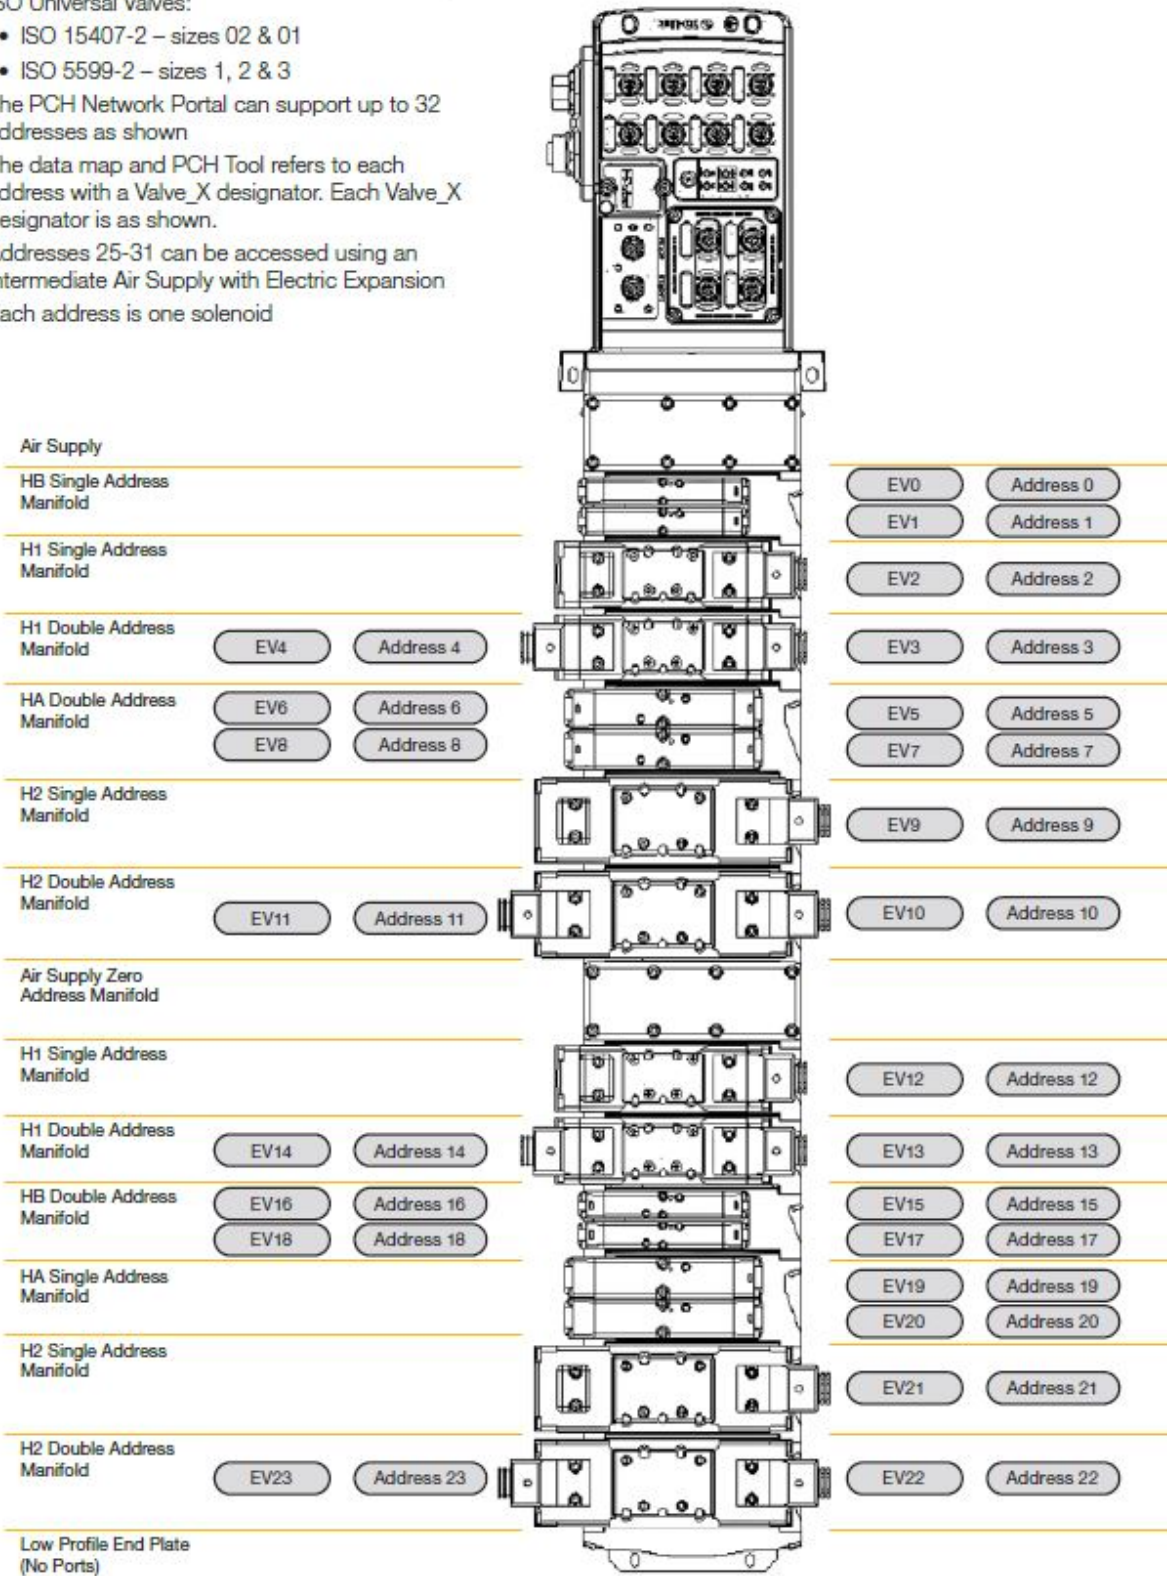 ISO Universal Valves:
• ISO 15407-2 – sizes 02 & 01
• ISO 5599-2 – sizes 1, 2 & 3
he PCH Network Portal can support up to 32
ddresses as shown
he data map and PCH Tool refers to each
ddress with a Valve_X designator. Each Valve_X
esignator is as shown.
ddresses 25-31 can be accessed using an
ntermediate Air Supply with Electric Expansion
ach address is one solenoid
Air Supply
HB Single Address
Manifold
EV0 Address 0
EV1 Address 1
H1 Single Address
Manifold
EV2 Address 2
H1 Double Address
Manifold
EV4 Address 4
EV3 Address 3
HA Double Address
Manifold
EV6 Address 6
EV8 Address 8
EV5 Address 5
EV7 Address 7
H2 Single Address
Manifold
EV9 Address 9
H2 Double Address
Manifold
EV11 Address 11
EV10 Address 10
Air Supply Zero
Address Manifold
H1 Single Address
Manifold
EV12 Address 12
H1 Double Address
Manifold
EV14 Address 14
EV13 Address 13
HB Double Address
Manifold
EV16 Address 16
EV18 Address 18
EV15 Address 15
EV17 Address 17
HA Single Address
Manifold
EV19 Address 19
EV20 Address 20
H2 Single Address
Manifold
EV21 Address 21
H2 Double Address
Manifold
EV23 Address 23
EV22 Address 22
Low Profile End Plate
(No Ports)